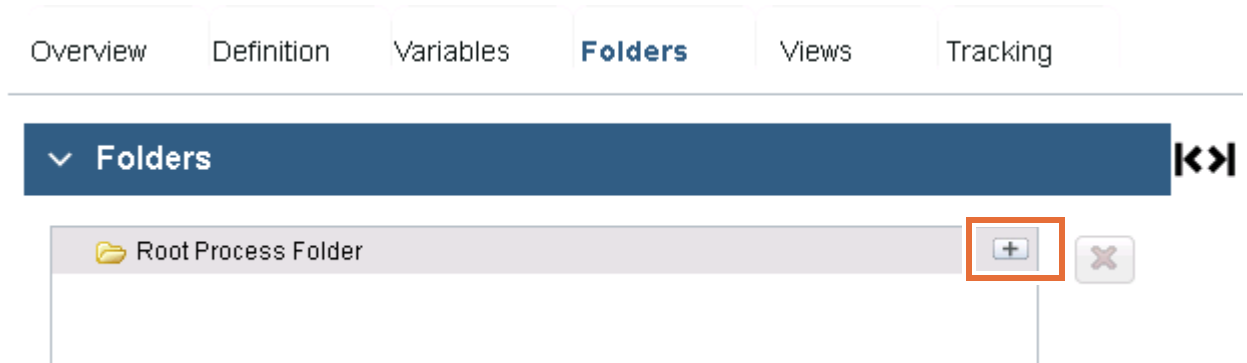 Overview Definition Variables Folders Views Tracking
Folders
Root Process Folder